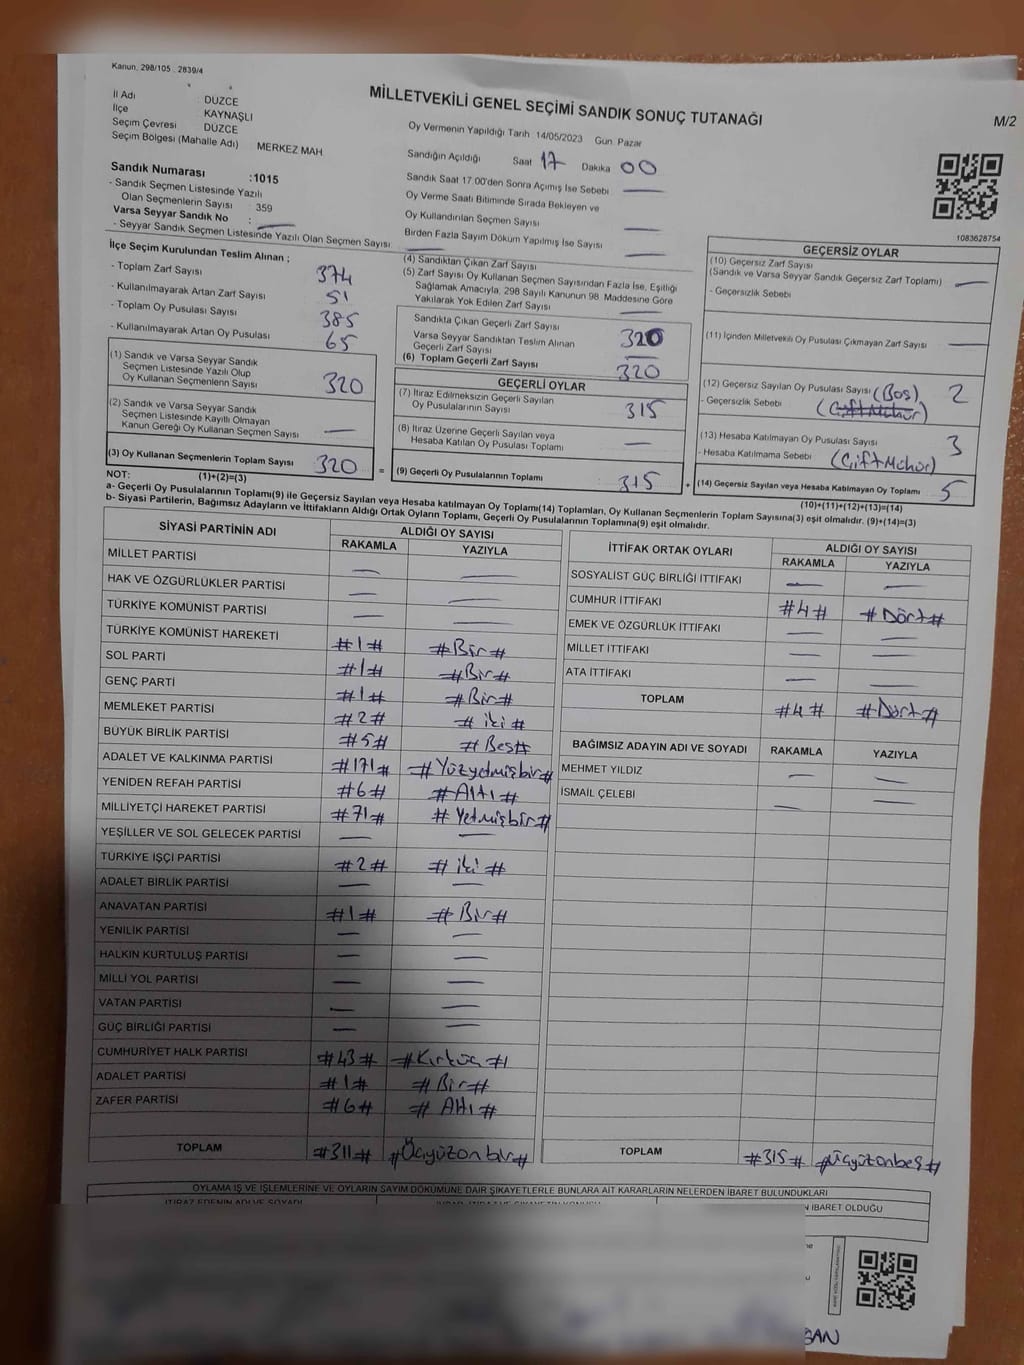 Kanun, 298/105 2839/4
MİLLETVEKİLİ GENEL SEÇİMİ SANDIK SONUÇ TUTANAĞI
M/2
İl Adı : DÜZCE
İlçe KAYNAŞLI
Seçim Çevresi DÜZCE
Seçim Bölgesi (Mahalle Adı) MERKEZ MAH
Oy Vermenin Yapıldığı Tarih 14/05/2023 Gün Pazar
Sandığın Açıldığı Saat 17 Dakika 00
Sandık Saat 17:00'den Sonra Açımış İse Sebebi —
Oy Verme Saati Bitiminde Sırada Bekleyen ve
Oy Kullandırılan Seçmen Sayısı —
Birden Fazla Sayım Döküm Yapılmış İse Sayısı —
Sandık Numarası :1015
- Sandık Seçmen Listesinde Yazılı
Olan Seçmenlerin Sayısı : 359
Varsa Seyyar Sandık No : —
- Seyyar Sandık Seçmen Listesinde Yazılı Olan Seçmen Sayısı —
1083628754
İlçe Seçim Kurulundan Teslim Alınan ;
- Toplam Zarf Sayısı 374
- Kullanılmayarak Artan Zarf Sayısı 51
- Toplam Oy Pusulası Sayısı 385
- Kullanılmayarak Artan Oy Pusulası 65
(1) Sandık ve Varsa Seyyar Sandık
Seçmen Listesinde Yazılı Olup
Oy Kullanan Seçmenlerin Sayısı 320
(2) Sandık ve Varsa Seyyar Sandık
Seçmen Listesinde Kayıtlı Olmayan
Kanun Gereği Oy Kullanan Seçmen Sayısı —
(3) Oy Kullanan Seçmenlerin Toplam Sayısı 320 =
(4) Sandıktan Çıkan Zarf Sayısı
(5) Zarf Sayısı Oy Kullanan Seçmen Sayısından Fazla İse, Eşitliği
Sağlamak Amacıyla, 298 Sayılı Kanunun 98. Maddesine Göre
Yakılarak Yok Edilen Zarf Sayısı —
Sandıkta Çıkan Geçerli Zarf Sayısı 320
Varsa Seyyar Sandıktan Teslim Alınan
Geçerli Zarf Sayısı —
(6) Toplam Geçerli Zarf Sayısı 320
GEÇERLİ OYLAR
(7) İtiraz Edilmeksizin Geçerli Sayılan
Oy Pusulalarının Sayısı 315
(8) İtiraz Üzerine Geçerli Sayılan veya
Hesaba Katılan Oy Pusulası Toplamı —
(9) Geçerli Oy Pusulalarının Toplamı : 315 +
GEÇERSİZ OYLAR
(10) Geçersiz Zarf Sayısı
(Sandık ve Varsa Seyyar Sandık Geçersiz Zarf Toplamı) —
- Geçersizlik Sebebi
(11) İçinden Milletvekili Oy Pusulası Çıkmayan Zarf Sayısı —
(12) Geçersiz Sayılan Oy Pusulası Sayısı (Boş) 2
- Geçersizlik Sebebi (Çift Mühür)
(13) Hesaba Katılmayan Oy Pusulası Sayısı 3
- Hesaba Katılmama Sebebi (Çift Mühür)
(14) Geçersiz Sayılan veya Hesaba Katılmayan Oy Toplamı 5
NOT: (1)+(2)=(3) (10)+(11)+(12)+(13)=(14)
a- Geçerli Oy Pusulalarının Toplamı(9) ile Geçersiz Sayılan veya Hesaba katılmayan Oy Toplamı(14) Toplamları, Oy Kullanan Seçmenlerin Toplam Sayısına(3) eşit olmalıdır. (9)+(14)=(3)
b- Siyasi Partilerin, Bağımsız Adayların ve İttifakların Aldığı Ortak Oyların Toplamı, Geçerli Oy Pusulalarının Toplamına(9) eşit olmalıdır.
SİYASİ PARTİNİN ADI ALDIĞI OY SAYISI
RAKAMLA YAZIYLA
MİLLET PARTİSİ — —
HAK VE ÖZGÜRLÜKLER PARTİSİ — —
TÜRKİYE KOMÜNİST PARTİSİ — —
TÜRKİYE KOMÜNİST HAREKETİ #1# #Bir#
SOL PARTİ #1# #Bir#
GENÇ PARTİ #1# #Bir#
MEMLEKET PARTİSİ #2# #iki#
BÜYÜK BİRLİK PARTİSİ #5# #Beş#
ADALET VE KALKINMA PARTİSİ #171# #Yüzyetmişbir#
YENİDEN REFAH PARTİSİ #6# #Altı#
MİLLİYETÇİ HAREKET PARTİSİ #71# #Yetmişbir#
YEŞİLLER VE SOL GELECEK PARTİSİ — —
TÜRKİYE İŞÇİ PARTİSİ #2# #iki#
ADALET BİRLİK PARTİSİ — —
ANAVATAN PARTİSİ #1# #Bir#
YENİLİK PARTİSİ — —
HALKIN KURTULUŞ PARTİSİ — —
MİLLİ YOL PARTİSİ — —
VATAN PARTİSİ — —
GÜÇ BİRLİĞİ PARTİSİ — —
CUMHURİYET HALK PARTİSİ #43# #Kırküç#
ADALET PARTİSİ #1# #Bir#
ZAFER PARTİSİ #6# #Altı#
TOPLAM #311# #Üçyüzonbir#
İTTİFAK ORTAK OYLARI ALDIĞI OY SAYISI
RAKAMLA YAZIYLA
SOSYALİST GÜÇ BİRLİĞİ İTTİFAKI — —
CUMHUR İTTİFAKI #4# #Dört#
EMEK VE ÖZGÜRLÜK İTTİFAKI — —
MİLLET İTTİFAKI — —
ATA İTTİFAKI — —
TOPLAM #4# #Dört#
BAĞIMSIZ ADAYIN ADI VE SOYADI RAKAMLA YAZIYLA
MEHMET YILDIZ — —
İSMAİL ÇELEBİ — —
TOPLAM #315# #Üçyüzonbeş#
OYLAMA İŞ VE İŞLEMLERİNE VE OYLARIN SAYIM DÖKÜMÜNE DAİR ŞİKAYETLERLE BUNLARA AİT KARARLARIN NELERDEN İBARET BULUNDUKLARI
İTİRAZ EDENİN ADI VE SOYADI
N İBARET OLDUĞU